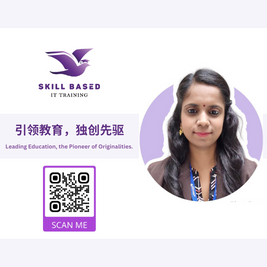 SKILL BASED
IT TRAINING
引领教育，独创先驱
Leading Education, the Pioneer of Originalities.
SCAN ME